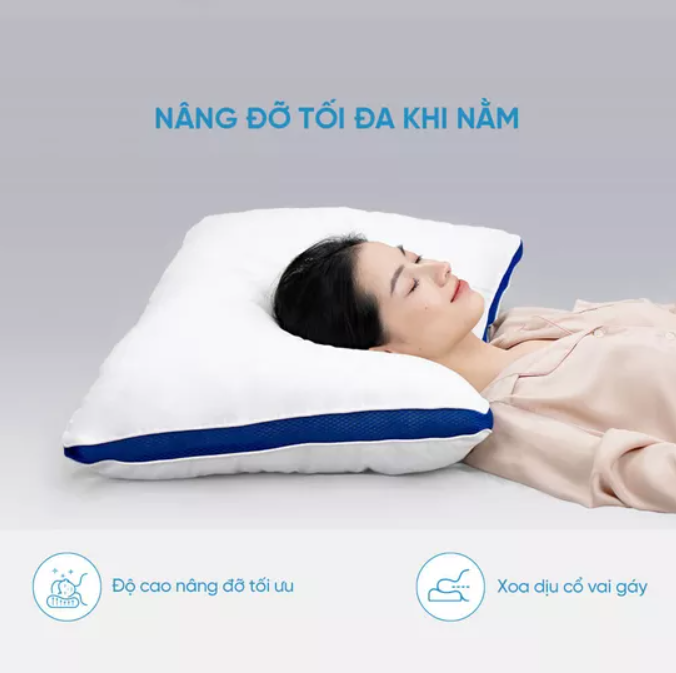 NÂNG ĐỠ TỐI ĐA KHI NẰM
Độ cao nâng đỡ tối ưu
Xoa dịu cổ vai gáy